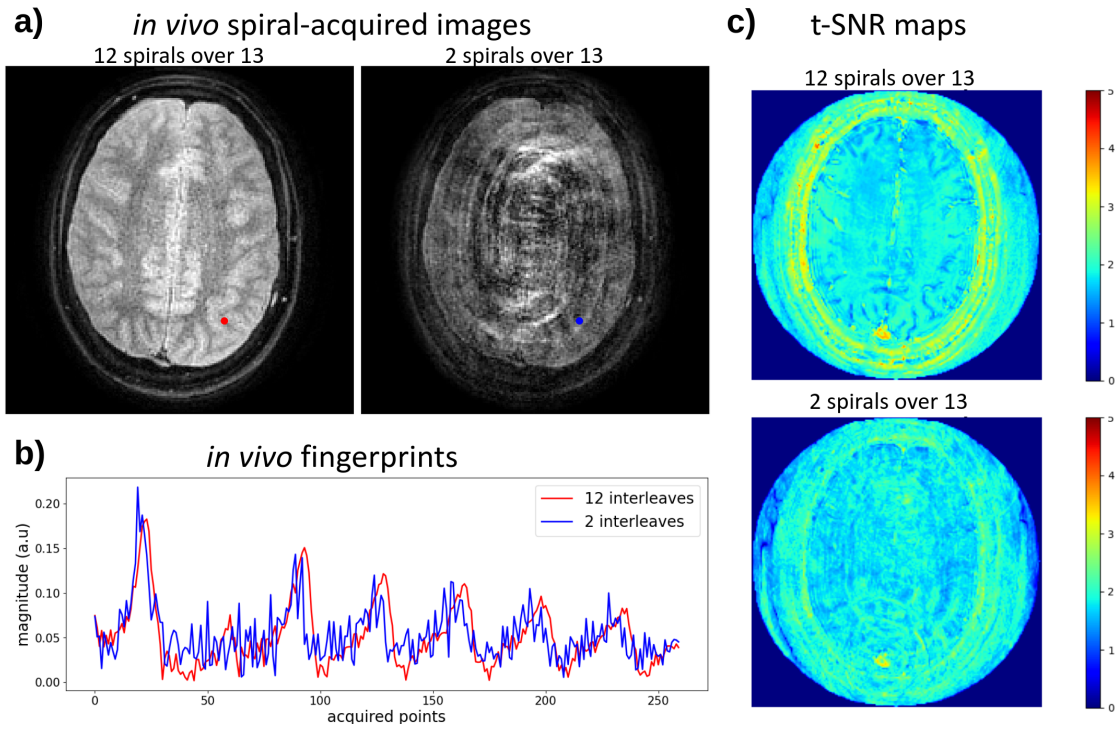 a) in vivo spiral-acquired images
12 spirals over 13
2 spirals over 13
b) in vivo fingerprints
12 interleaves
2 interleaves
magnitude (a.u)
0.20
0.15
0.10
0.05
0.00
0 50 100 150 200 250
acquired points
c) t-SNR maps
12 spirals over 13
5
4
3
2
1
0
2 spirals over 13
5
4
3
2
1
0